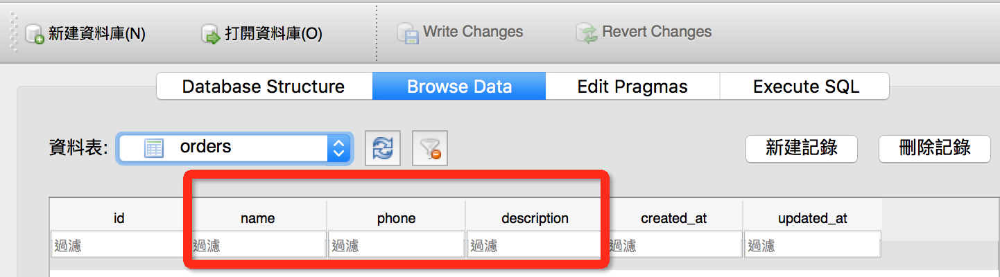 新建資料庫(N) 打開資料庫(O) Write Changes Revert Changes
Database Structure Browse Data Edit Pragmas Execute SQL
資料表: orders 新建記錄 刪除記錄
id name phone description created_at updated_at
過濾 過濾 過濾 過濾 過濾 過濾